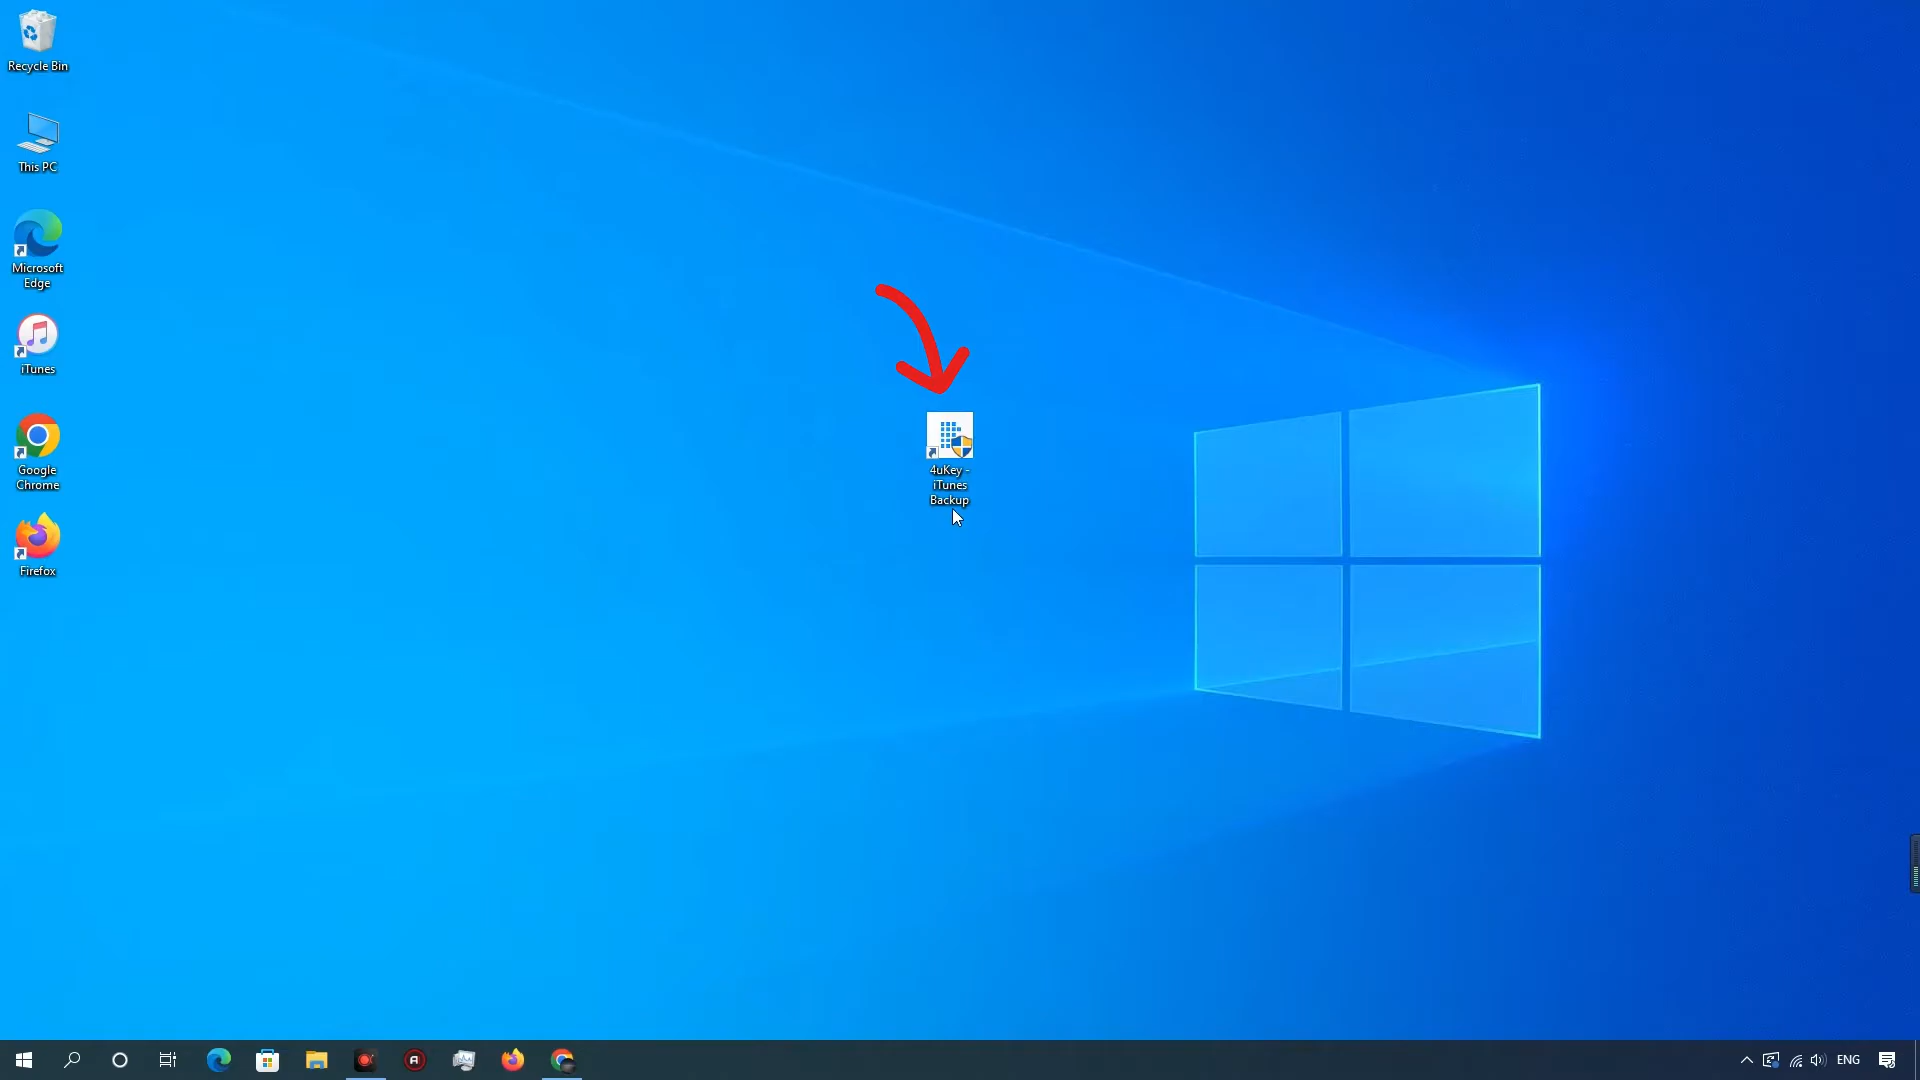 Recycle Bin
This PC
Microsoft
Edge
iTunes
Google
Chrome
Firefox
4uKey -
iTunes
Backup
ENG